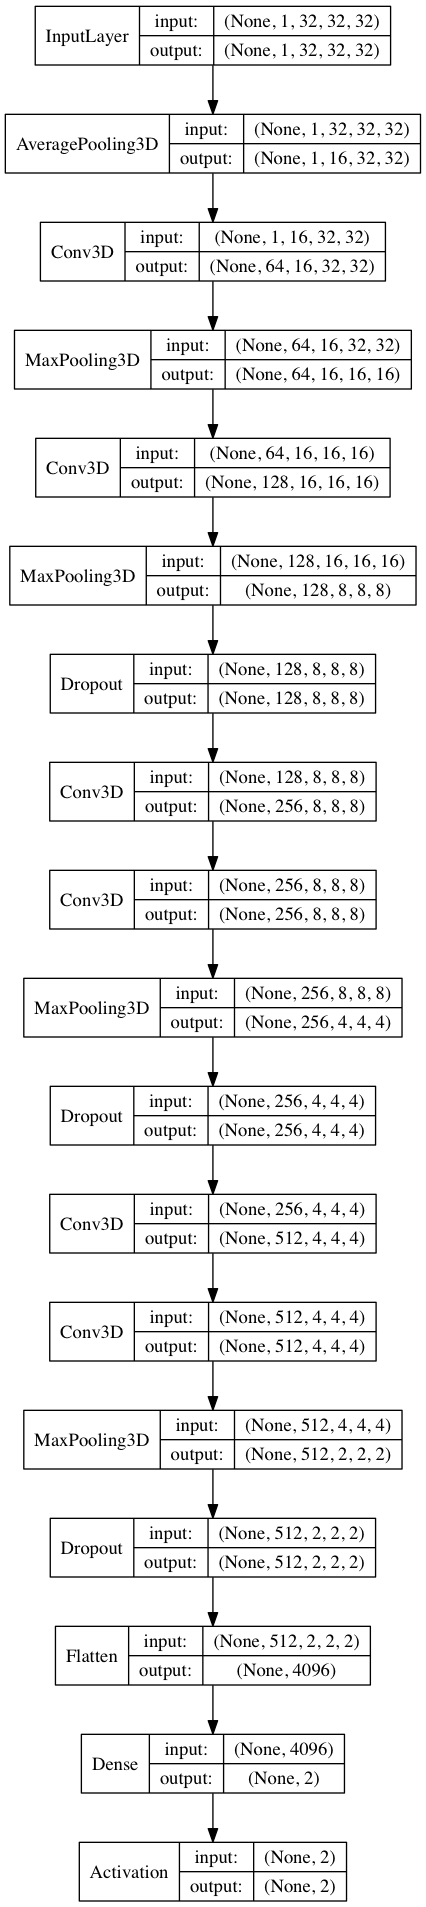 InputLayer
input: (None, 1, 32, 32, 32)
output: (None, 1, 32, 32, 32)
AveragePooling3D
input: (None, 1, 32, 32, 32)
output: (None, 1, 16, 32, 32)
Conv3D
input: (None, 1, 16, 32, 32)
output: (None, 64, 16, 32, 32)
MaxPooling3D
input: (None, 64, 16, 32, 32)
output: (None, 64, 16, 16, 16)
Conv3D
input: (None, 64, 16, 16, 16)
output: (None, 128, 16, 16, 16)
MaxPooling3D
input: (None, 128, 16, 16, 16)
output: (None, 128, 8, 8, 8)
Dropout
input: (None, 128, 8, 8, 8)
output: (None, 128, 8, 8, 8)
Conv3D
input: (None, 128, 8, 8, 8)
output: (None, 256, 8, 8, 8)
Conv3D
input: (None, 256, 8, 8, 8)
output: (None, 256, 8, 8, 8)
MaxPooling3D
input: (None, 256, 8, 8, 8)
output: (None, 256, 4, 4, 4)
Dropout
input: (None, 256, 4, 4, 4)
output: (None, 256, 4, 4, 4)
Conv3D
input: (None, 256, 4, 4, 4)
output: (None, 512, 4, 4, 4)
Conv3D
input: (None, 512, 4, 4, 4)
output: (None, 512, 4, 4, 4)
MaxPooling3D
input: (None, 512, 4, 4, 4)
output: (None, 512, 2, 2, 2)
Dropout
input: (None, 512, 2, 2, 2)
output: (None, 512, 2, 2, 2)
Flatten
input: (None, 512, 2, 2, 2)
output: (None, 4096)
Dense
input: (None, 4096)
output: (None, 2)
Activation
input: (None, 2)
output: (None, 2)